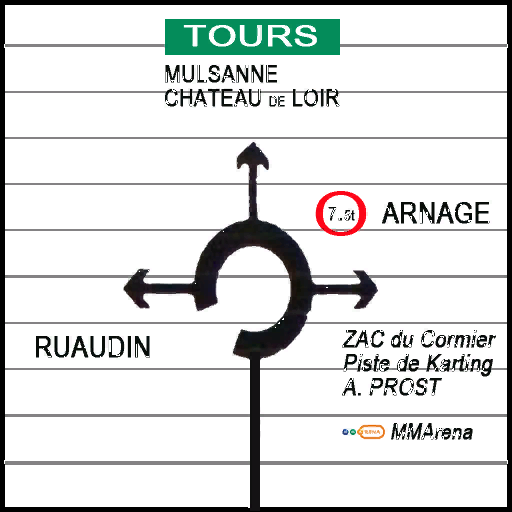 TOURS
MULSANNE
CHATEAU DE LOIR
7.5t ARNAGE
RUAUDIN
ZAC du Cormier
Piste de Karting
A. PROST
MMArena